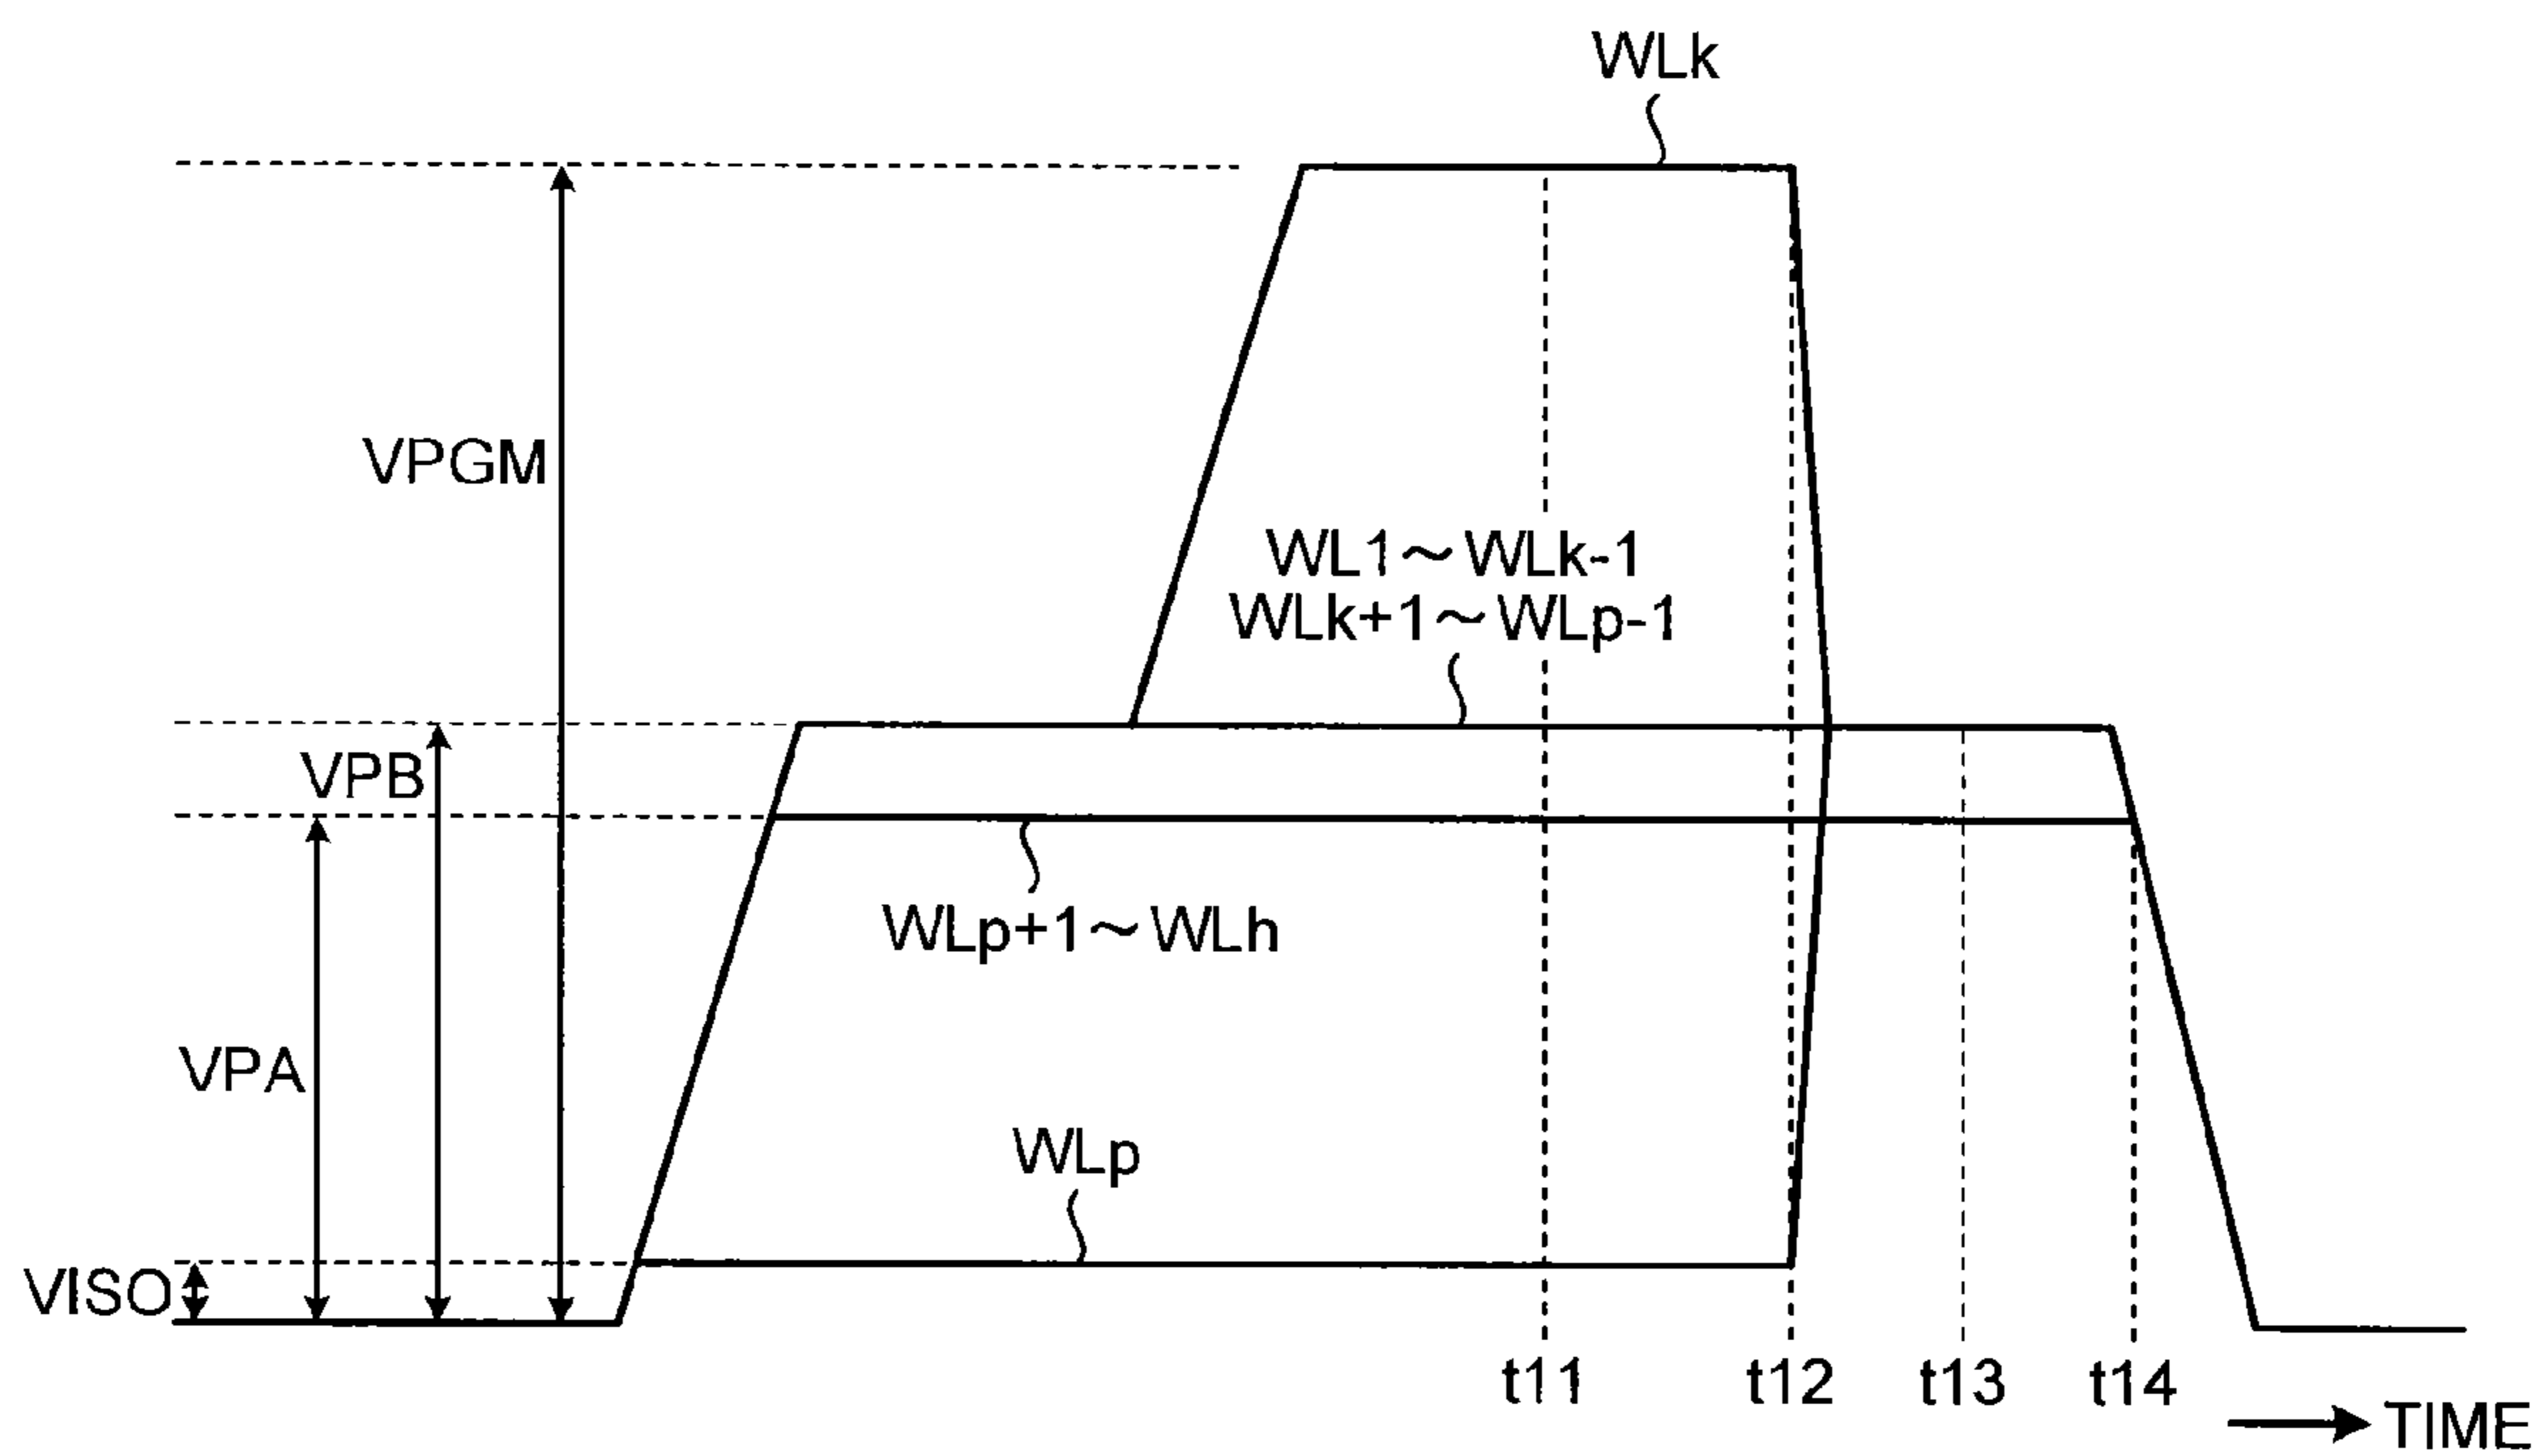 WLk
VPGM
WL1～WLk-1
WLk+1～WLp-1
VPB
WLp+1～WLh
VPA
WLp
VISO
t11 t12 t13 t14
TIME